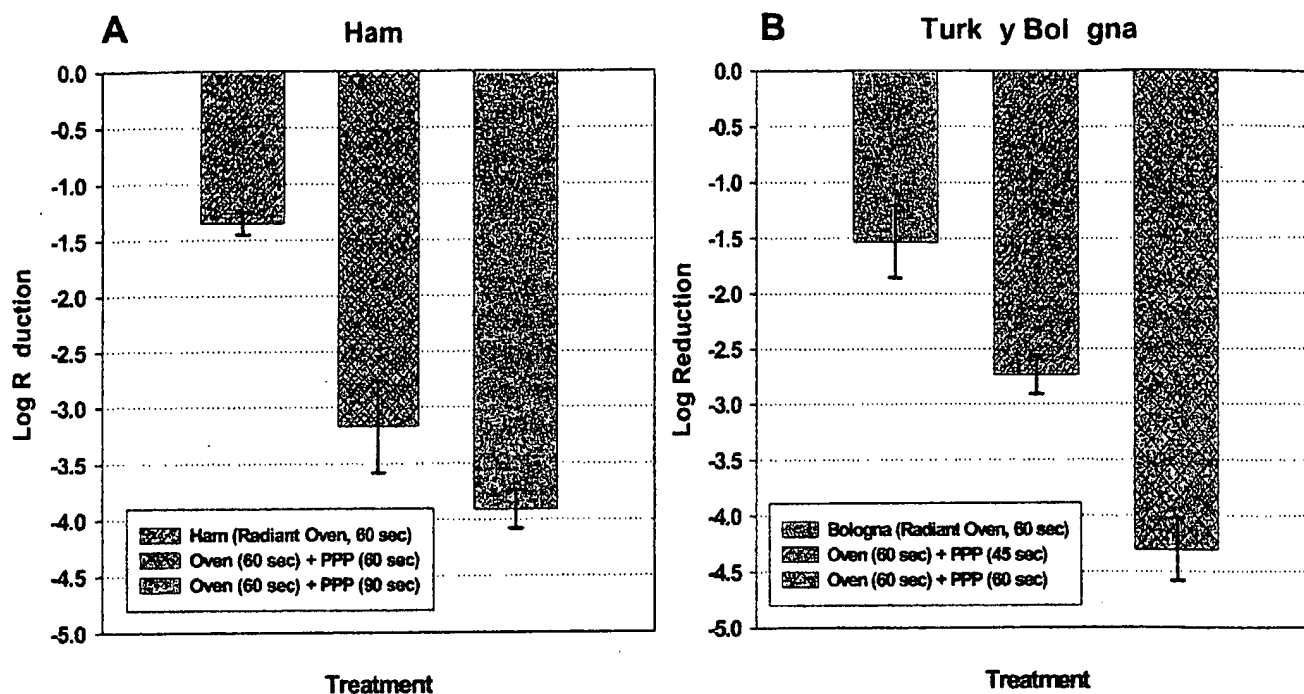 A Ham
0.0
-0.5
-1.0
-1.5
-2.0
-2.5
-3.0
-3.5
-4.0
-4.5
-5.0
Log R duction
Ham (Radiant Oven, 60 sec)
Oven (60 sec) + PPP (60 sec)
Oven (60 sec) + PPP (90 sec)
Treatment
B Turk y Bol gna
0.0
-0.5
-1.0
-1.5
-2.0
-2.5
-3.0
-3.5
-4.0
-4.5
-5.0
Log Reduction
Bologna (Radiant Oven, 60 sec)
Oven (60 sec) + PPP (45 sec)
Oven (60 sec) + PPP (60 sec)
Treatment